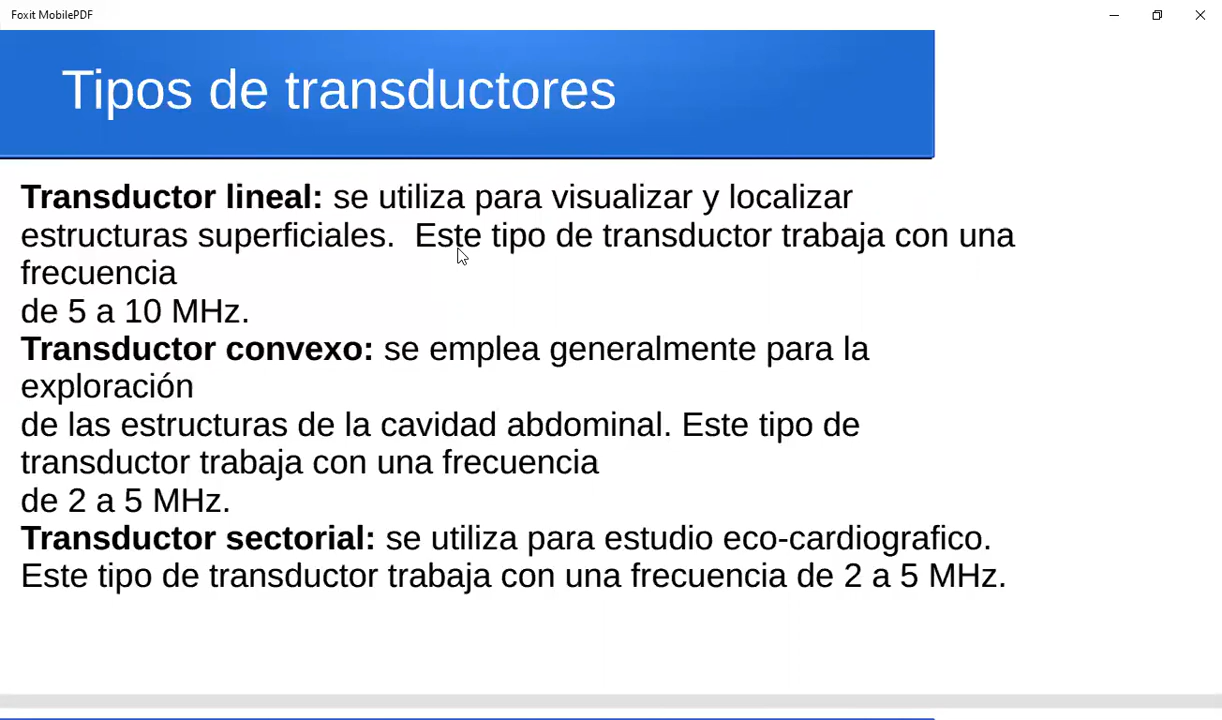 Foxit MobilePDF
Tipos de transductores
Transductor lineal: se utiliza para visualizar y localizar
estructuras superficiales.  Este tipo de transductor trabaja con una
frecuencia
de 5 a 10 MHz.
Transductor convexo: se emplea generalmente para la
exploración
de las estructuras de la cavidad abdominal. Este tipo de
transductor trabaja con una frecuencia
de 2 a 5 MHz.
Transductor sectorial: se utiliza para estudio eco-cardiografico.
Este tipo de transductor trabaja con una frecuencia de 2 a 5 MHz.